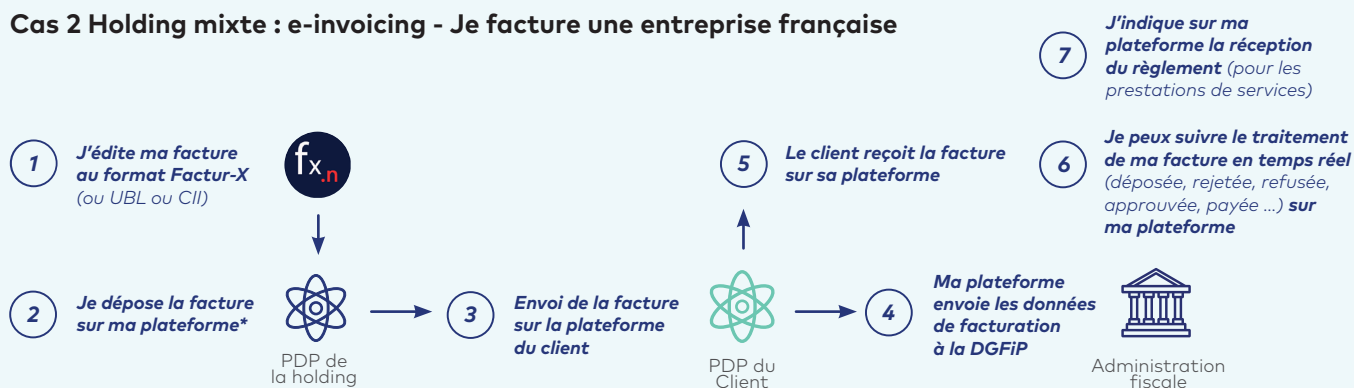 Cas 2 Holding mixte : e-invoicing - Je facture une entreprise française
1
J'édite ma facture
au format Factur-X
(ou UBL ou CII)
fx.n
2
Je dépose la facture
sur ma plateforme*
PDP de
la holding
3
Envoi de la facture
sur la plateforme
du client
PDP du
Client
5
Le client reçoit la facture
sur sa plateforme
4
Ma plateforme
envoie les données
de facturation
à la DGFiP
Administration
fiscale
6
Je peux suivre le traitement
de ma facture en temps réel
(déposée, rejetée, refusée,
approuvée, payée ...) sur
ma plateforme
7
J'indique sur ma
plateforme la réception
du règlement (pour les
prestations de services)